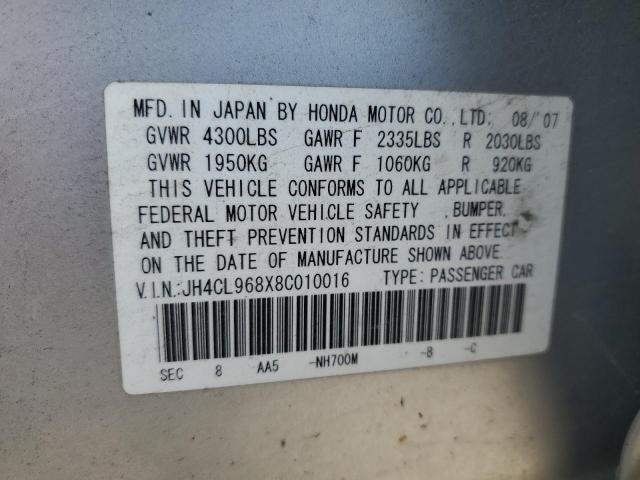 MFD. IN JAPAN BY HONDA MOTOR CO., LTD: 08/'07
GVWR 4300LBS GAWR F 2335LBS R 2030LBS
GVWR 1950KG GAWR F 1060KG R 920KG
THIS VEHICLE CONFORMS TO ALL APPLICABLE
FEDERAL MOTOR VEHICLE SAFETY , BUMPER,
AND THEFT PREVENTION STANDARDS IN EFFECT
ON THE DATE OF MANUFACTURE SHOWN ABOVE.
V.I.N:JH4CL968X8C010016 TYPE: PASSENGER CAR
SEC 8 AA5 -NH700M -B -C